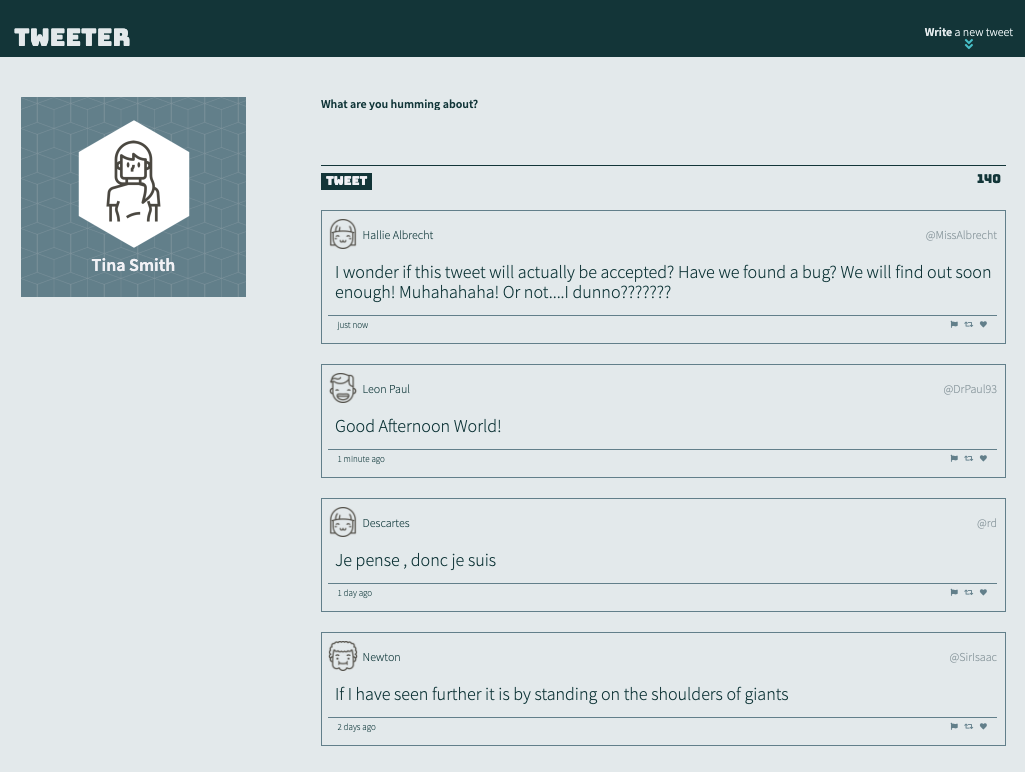 TWEETER
Write a new tweet
Tina Smith
What are you humming about?
TWEET
140
Hallie Albrecht
@MissAlbrecht
I wonder if this tweet will actually be accepted? Have we found a bug? We will find out soon
enough! Muhahahaha! Or not....I dunno???????
just now
Leon Paul
@DrPaul93
Good Afternoon World!
1 minute ago
Descartes
@rd
Je pense , donc je suis
1 day ago
Newton
@SirIsaac
If I have seen further it is by standing on the shoulders of giants
2 days ago